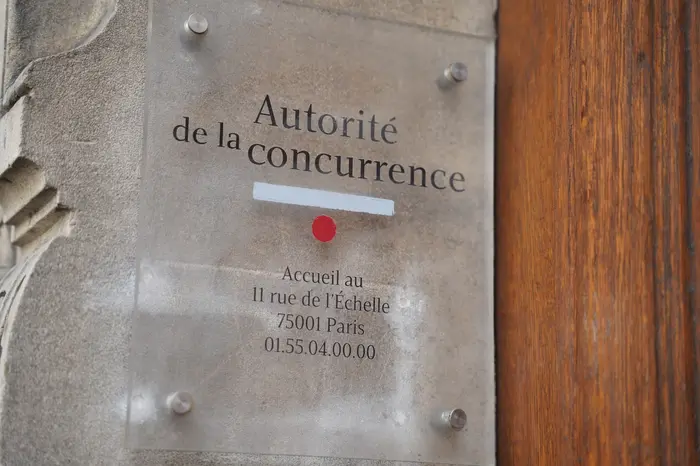 Autorité
de la concurrence
Accueil au
11 rue de l'Échelle
75001 Paris
01.55.04.00.00